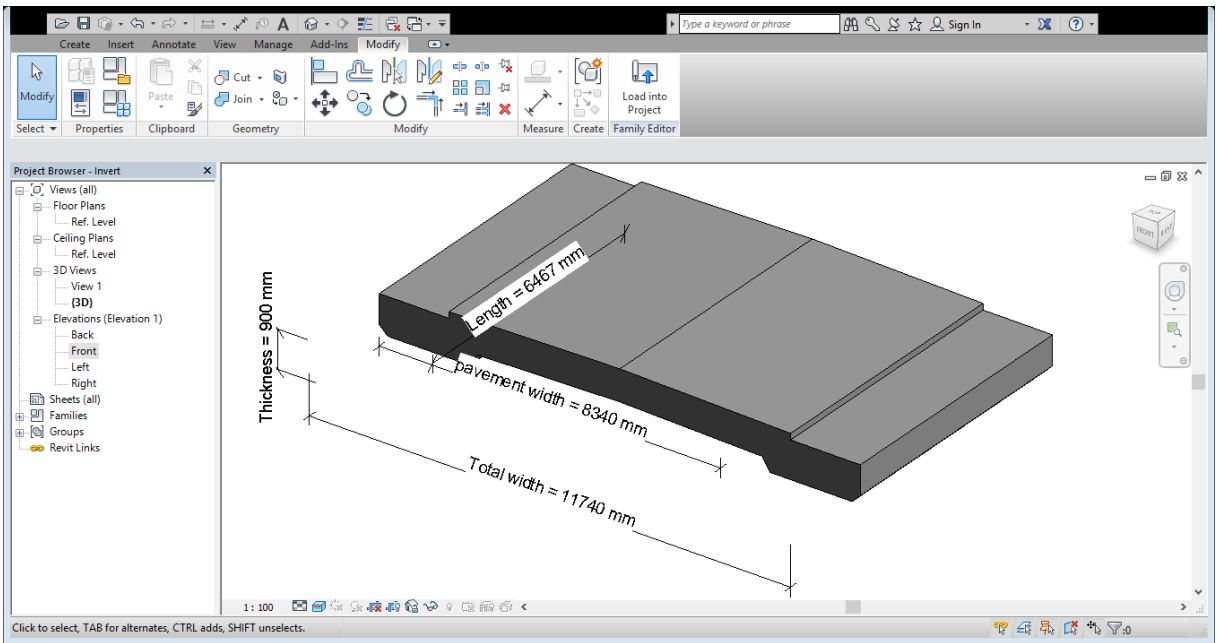 Type a keyword or phrase
Sign In
Create Insert Annotate View Manage Add-Ins Modify
Modify
Paste
Cut
Join
Load into
Project
Select Properties Clipboard Geometry Modify Measure Create Family Editor
Project Browser - Invert
Views (all)
Floor Plans
Ref. Level
Ceiling Plans
Ref. Level
3D Views
View 1
{3D}
Elevations (Elevation 1)
Back
Front
Left
Right
Sheets (all)
Families
Groups
Revit Links
FRONT
Length = 6467 mm
Thickness = 900 mm
pavement width = 8340 mm
Total width = 11740 mm
1 : 100
Click to select, TAB for alternates, CTRL adds, SHIFT unselects.
:0